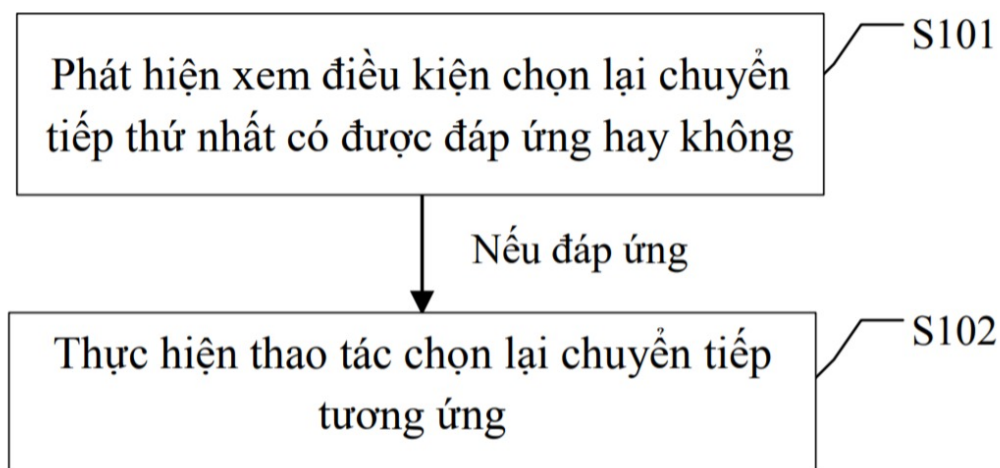 S101
Phát hiện xem điều kiện chọn lại chuyển
tiếp thứ nhất có được đáp ứng hay không
Nếu đáp ứng
S102
Thực hiện thao tác chọn lại chuyển tiếp
tương ứng